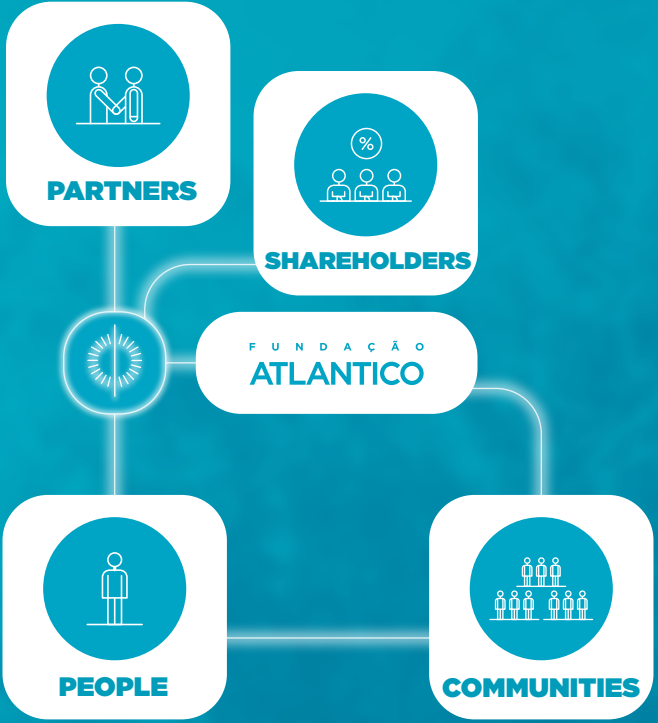 %
PARTNERS
SHAREHOLDERS
FUNDAÇÃO
ATLANTICO
PEOPLE
COMMUNITIES